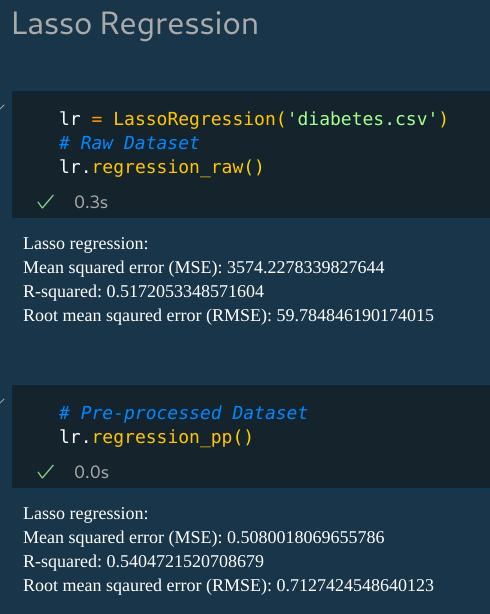 Lasso Regression
lr = LassoRegression('diabetes.csv')
# Raw Dataset
lr.regression_raw()
0.3s
Lasso regression:
Mean squared error (MSE): 3574.2278339827644
R-squared: 0.5172053348571604
Root mean sqaured error (RMSE): 59.784846190174015
# Pre-processed Dataset
lr.regression_pp()
0.0s
Lasso regression:
Mean squared error (MSE): 0.5080018069655786
R-squared: 0.5404721520708679
Root mean sqaured error (RMSE): 0.7127424548640123